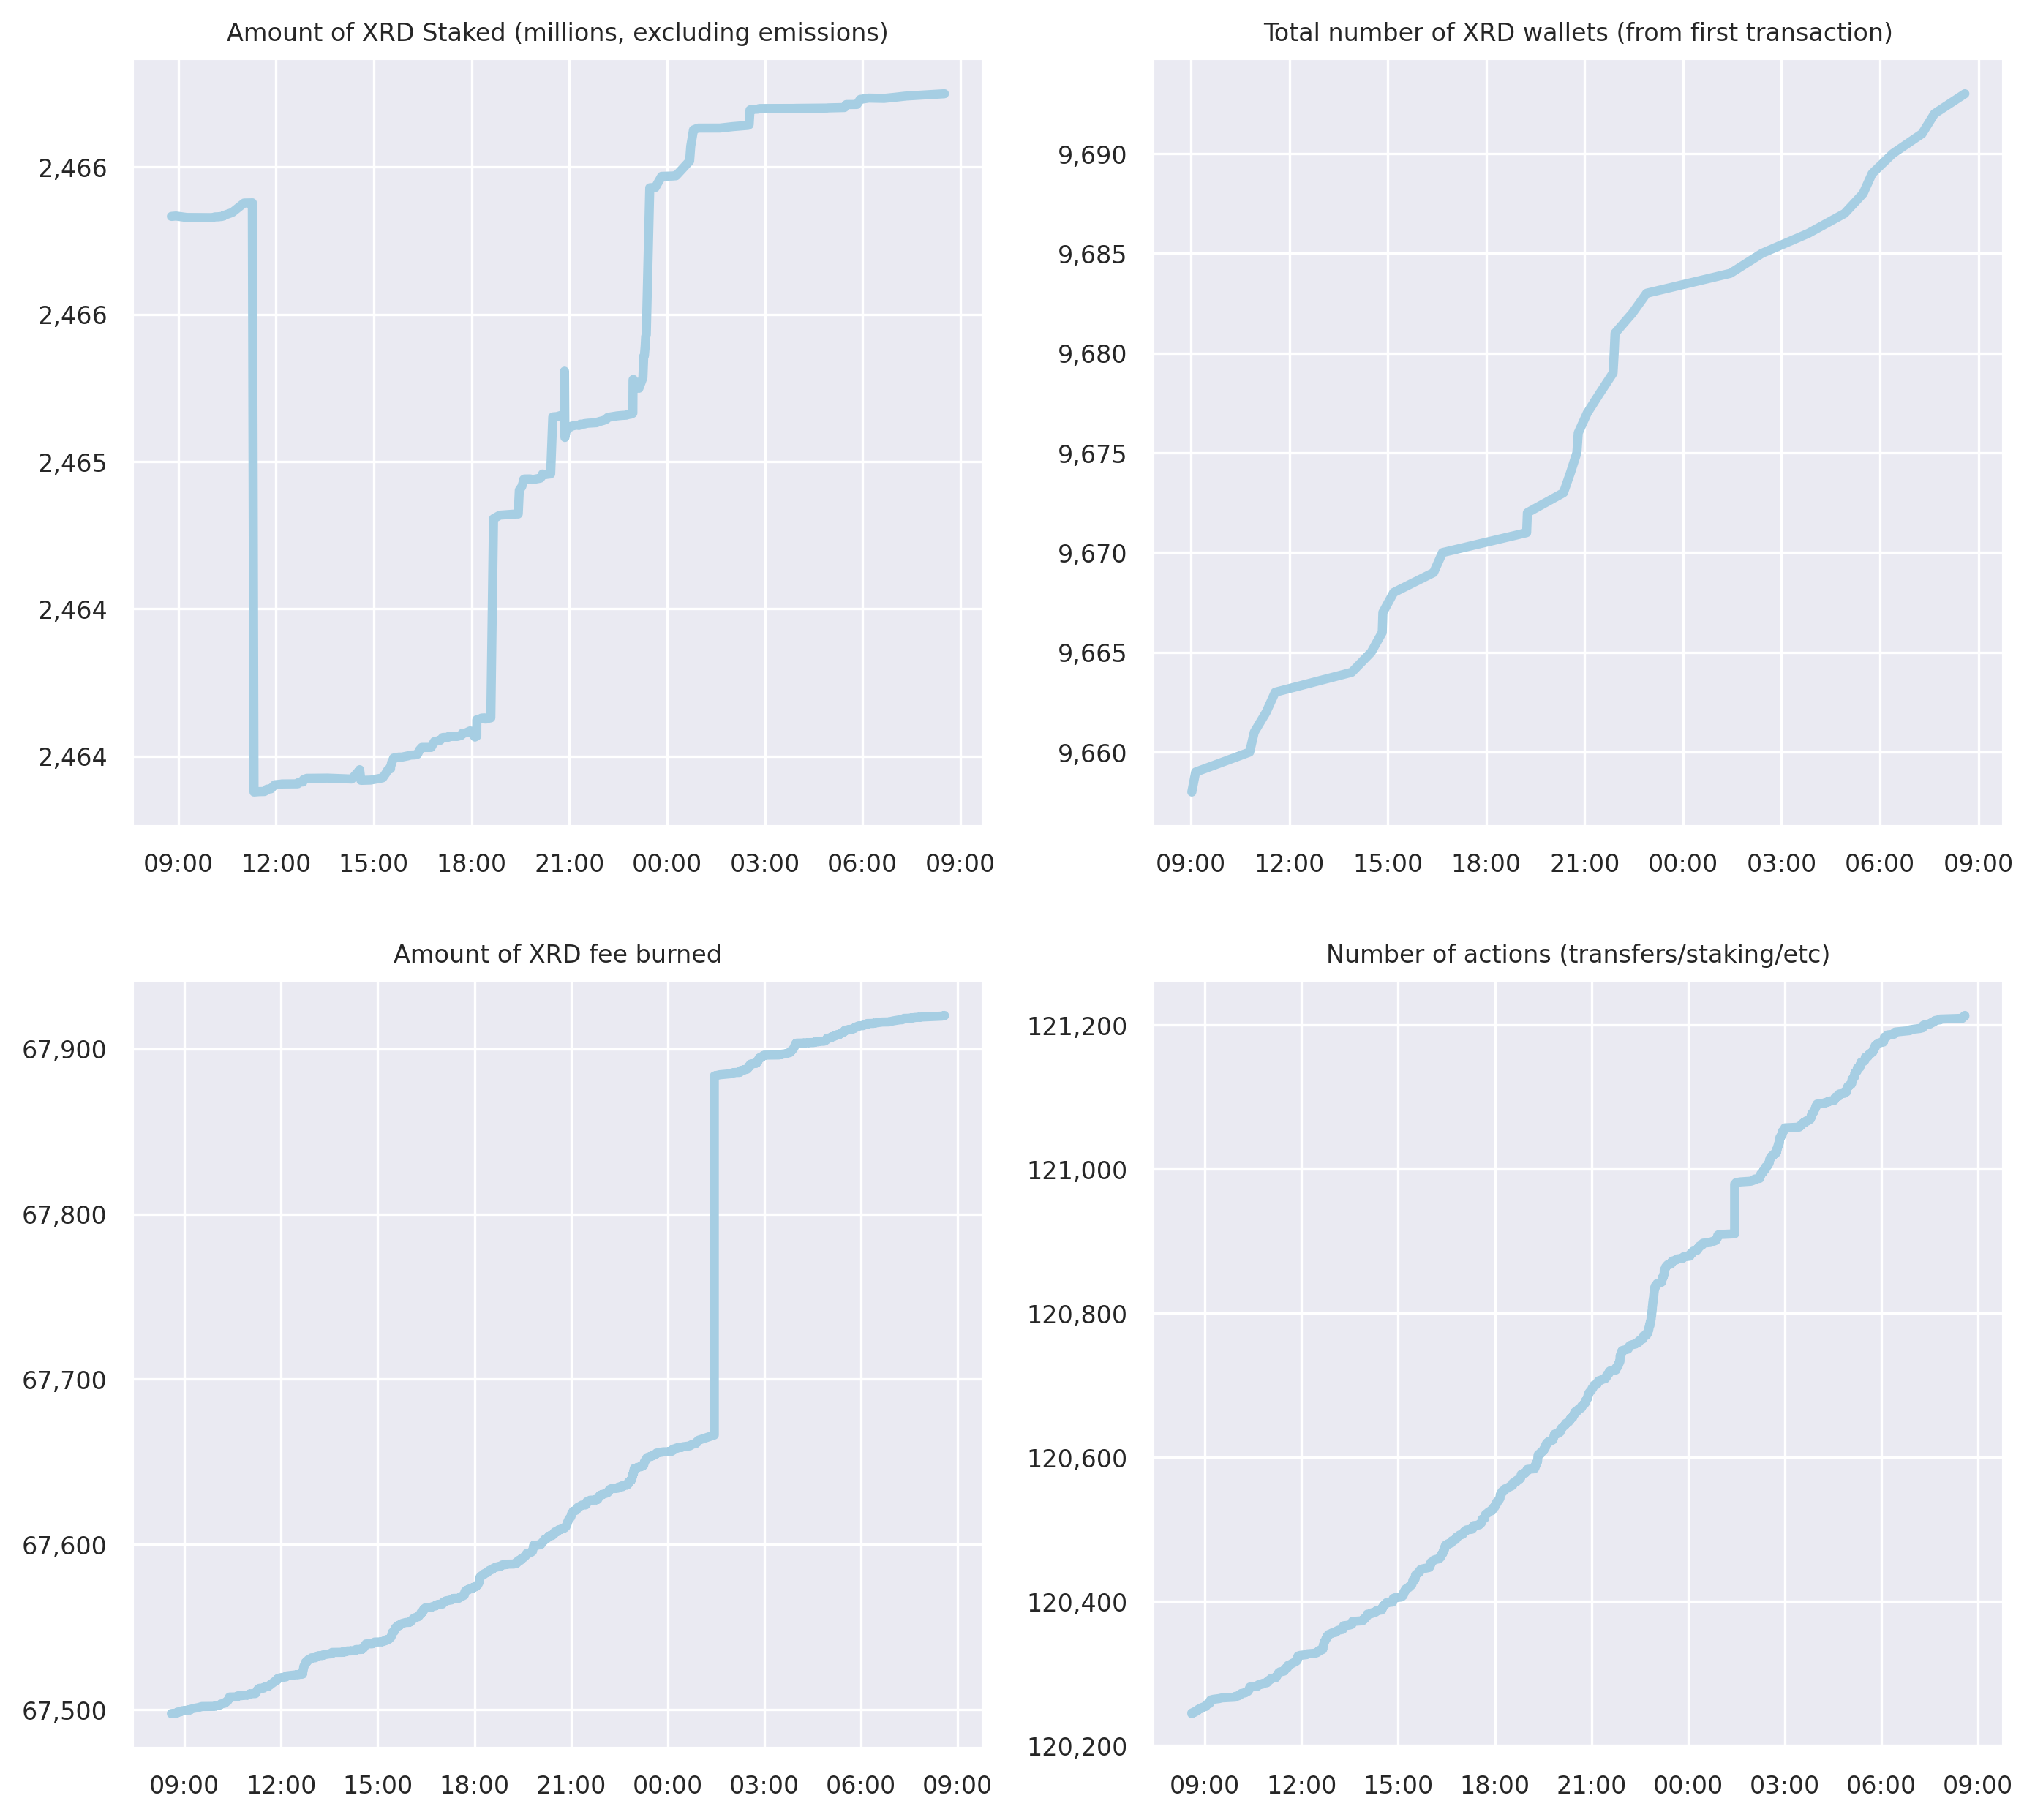 Amount of XRD Staked (millions, excluding emissions)
2,466
2,466
2,465
2,464
2,464
09:00 12:00 15:00 18:00 21:00 00:00 03:00 06:00 09:00
Total number of XRD wallets (from first transaction)
9,690
9,685
9,680
9,675
9,670
9,665
9,660
09:00 12:00 15:00 18:00 21:00 00:00 03:00 06:00 09:00
Amount of XRD fee burned
67,900
67,800
67,700
67,600
67,500
09:00 12:00 15:00 18:00 21:00 00:00 03:00 06:00 09:00
Number of actions (transfers/staking/etc)
121,200
121,000
120,800
120,600
120,400
120,200
09:00 12:00 15:00 18:00 21:00 00:00 03:00 06:00 09:00